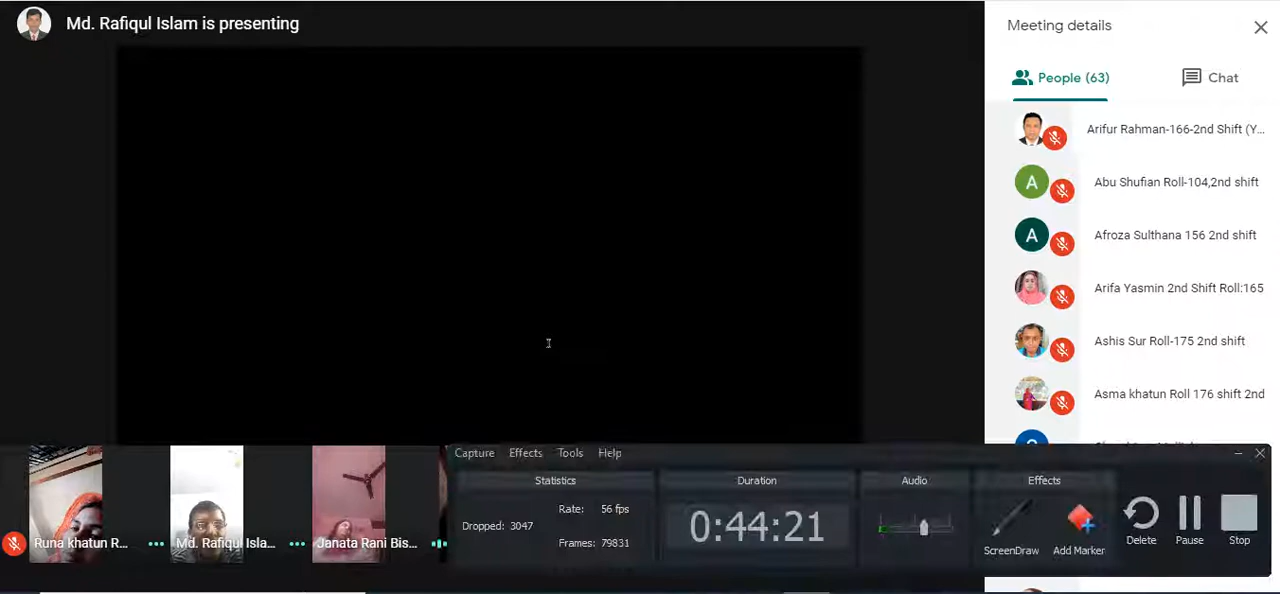 Md. Rafiqul Islam is presenting
Meeting details
People (63)
Chat
Arifur Rahman-166-2nd Shift (Y...
Abu Shufian Roll-104,2nd shift
Afroza Sulthana 156 2nd shift
Arifa Yasmin 2nd Shift Roll:165
Ashis Sur Roll-175 2nd shift
Asma khatun Roll 176 shift 2nd
A
A
Capture Effects Tools Help
Statistics
Duration
Audio
Effects
Dropped: 3047
Rate: 56 fps
Frames: 79831
0:44:21
ScreenDraw
Add Marker
Delete
Pause
Stop
Runa khatun R...
Md. Rafiqul Isla...
Janata Rani Bis...